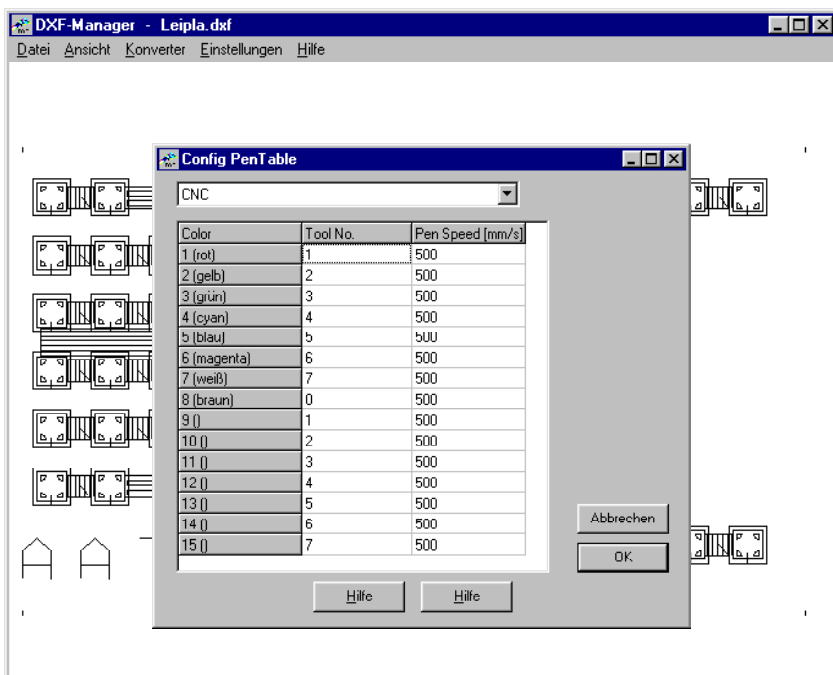 DXF-Manager - Leipla.dxf
Datei Ansicht Konverter Einstellungen Hilfe
Config PenTable
CNC
Color Tool No. Pen Speed [mm/s]
1 (rot) 1 500
2 (gelb) 2 500
3 (grün) 3 500
4 (cyan) 4 500
5 (blau) 5 500
6 (magenta) 6 500
7 (weiß) 7 500
8 (braun) 0 500
9 () 1 500
10 () 2 500
11 () 3 500
12 () 4 500
13 () 5 500
14 () 6 500
15 () 7 500
Abbrechen
OK
Hilfe Hilfe